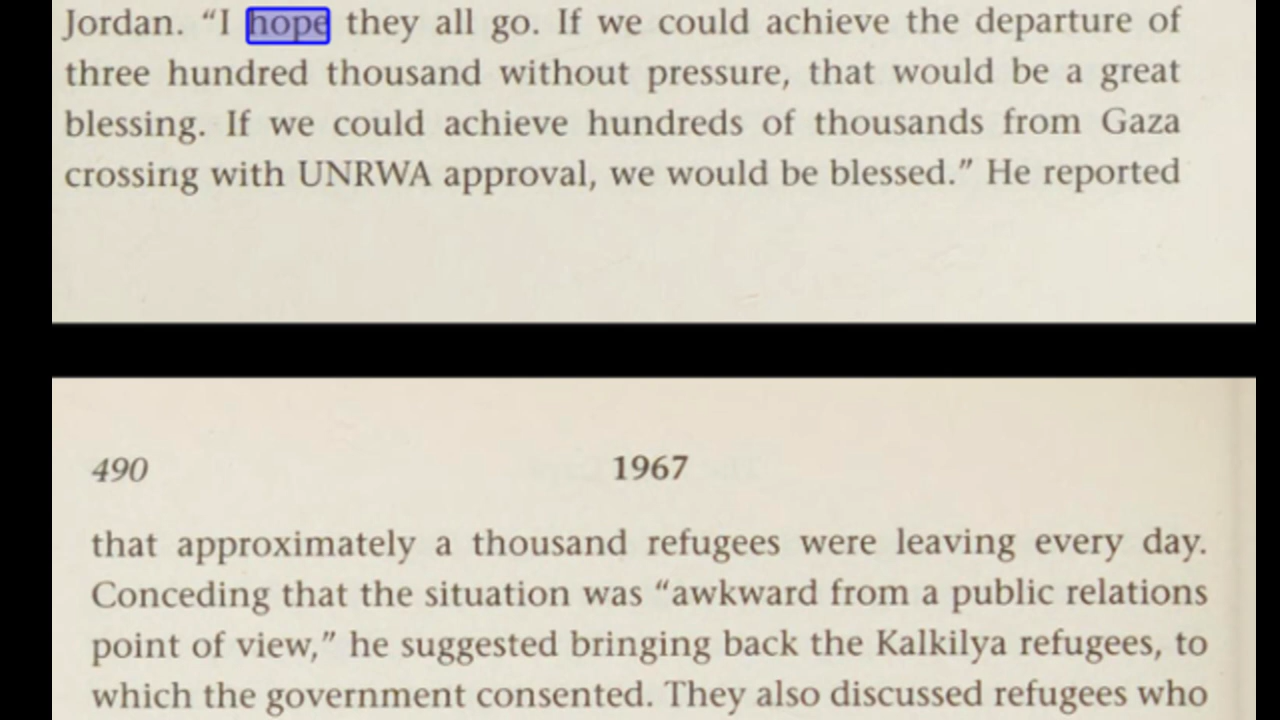 Jordan. “I hope they all go. If we could achieve the departure of
three hundred thousand without pressure, that would be a great
blessing. If we could achieve hundreds of thousands from Gaza
crossing with UNRWA approval, we would be blessed.” He reported
490 1967
that approximately a thousand refugees were leaving every day.
Conceding that the situation was “awkward from a public relations
point of view,” he suggested bringing back the Kalkilya refugees, to
which the government consented. They also discussed refugees who